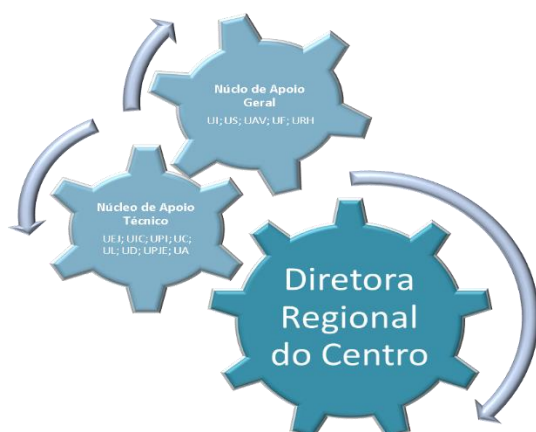 Núclo de Apoio
Geral
UI; US; UAV; UF; URH
Núcleo de Apoio
Técnico
UEJ; UIC; UPI; UC;
UL; UD; UPJE; UA
Diretora
Regional
do Centro